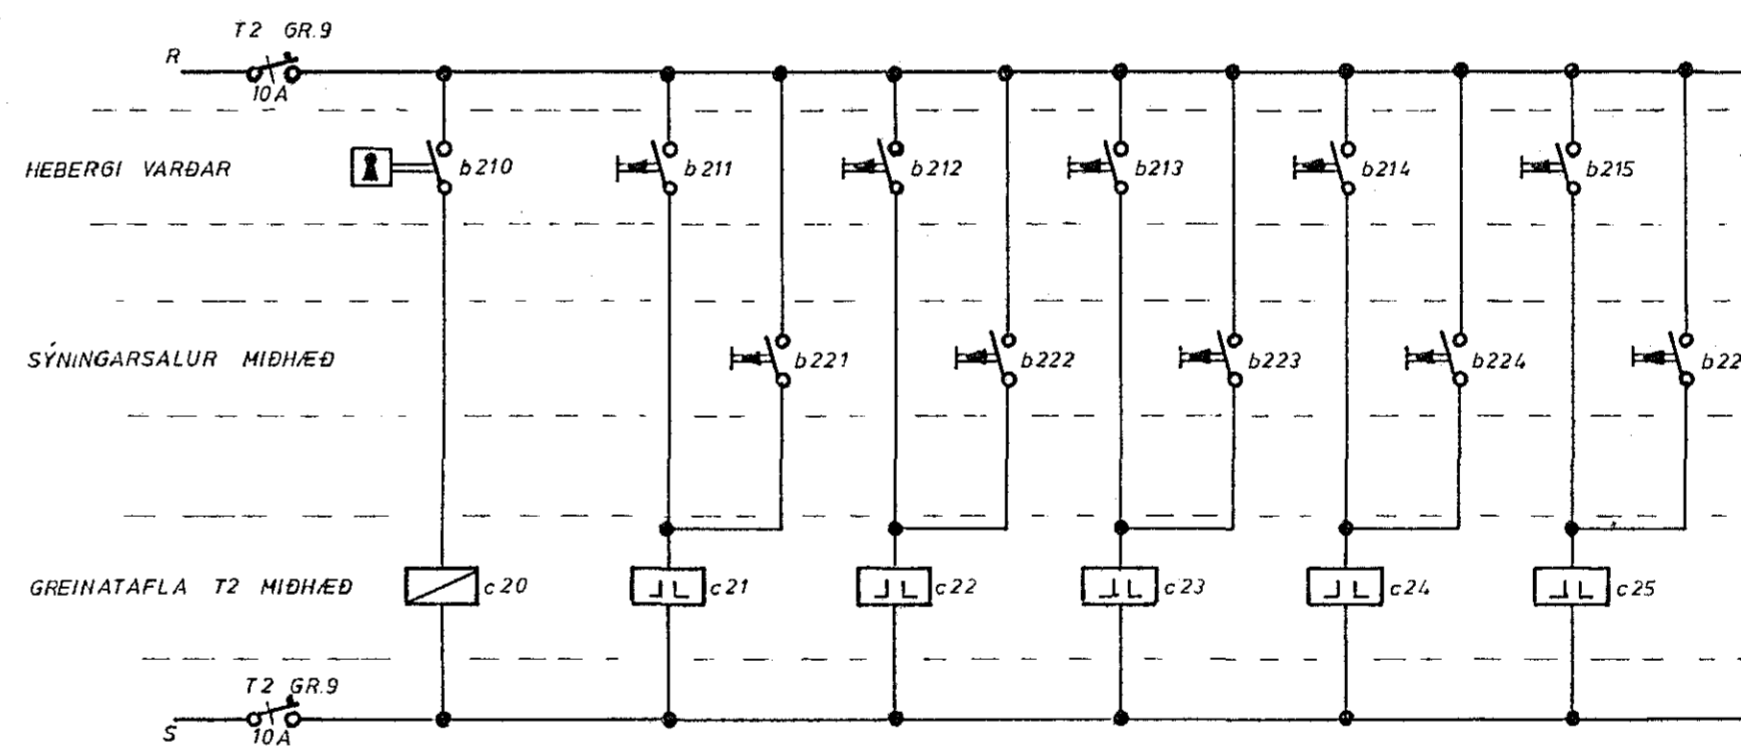 T2 GR.9
R
10A
HEBERGI VARÐAR
b210
b211
b212
b213
b214
b215
SÝNINGARSALUR MIÐHÆÐ
b221
b222
b223
b224
b22
GREINATAFLA T2 MIÐHÆÐ
c20
c21
c22
c23
c24
c25
T2 GR.9
S
10A